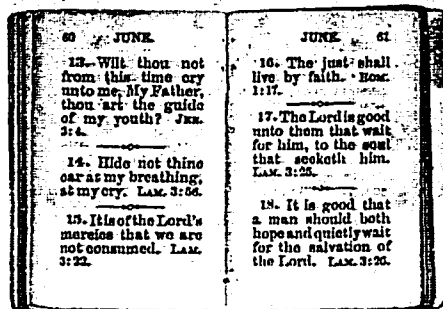 60 JUNE.
13. Wilt thou not
from this time cry
unto me, My Father,
thou art the guide
of my youth? JER.
3:4.
14. Hide not thine
ear at my breathing,
at my cry. LAM. 3:56.
15. It is of the Lord's
mercies that we are
not consumed. LAM.
3:22.
JUNE. 61
16. The just shall
live by faith. ROM.
1:17.
17. The Lord is good
unto them that wait
for him, to the soul
that seeketh him.
LAM. 3:25.
18. It is good that
a man should both
hope and quietly wait
for the salvation of
the Lord. LAM. 3:26.